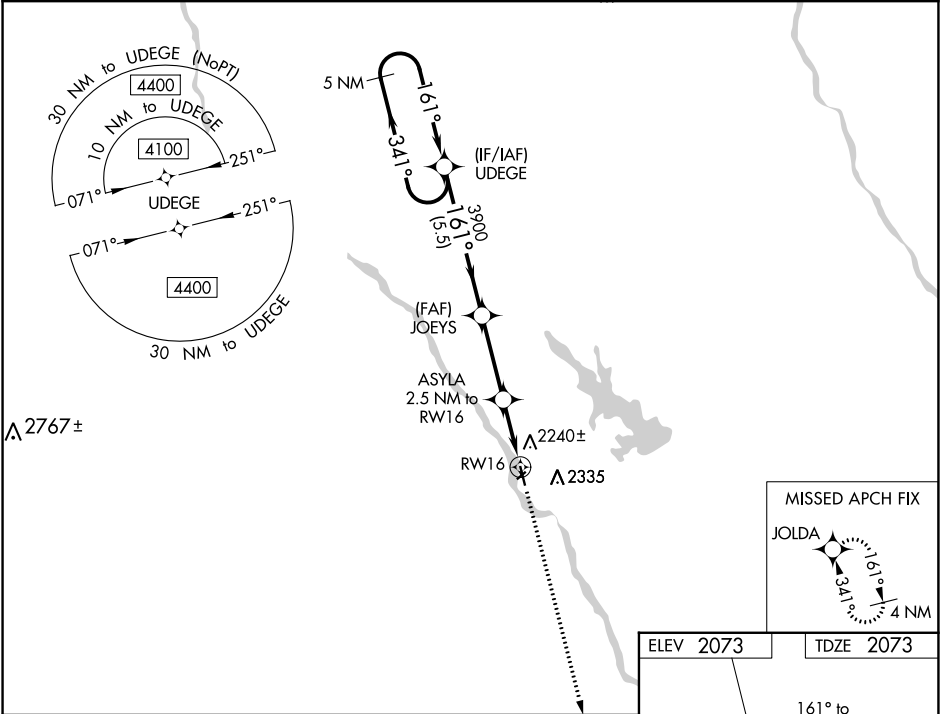 30 NM to UDEGE (NoPT)
4400
10 NM to UDEGE
4100
071°
251°
UDEGE
071°
251°
4400
30 NM to UDEGE
5 NM
161°
341°
(IF/IAF)
UDEGE
3900
161°
(5.5)
(FAF)
JOEYS
ASYLA
2.5 NM to
RW16
2767±
2240±
RW16
2335
MISSED APCH FIX
JOLDA
161°
341°
4 NM
ELEV 2073
TDZE 2073
161° to